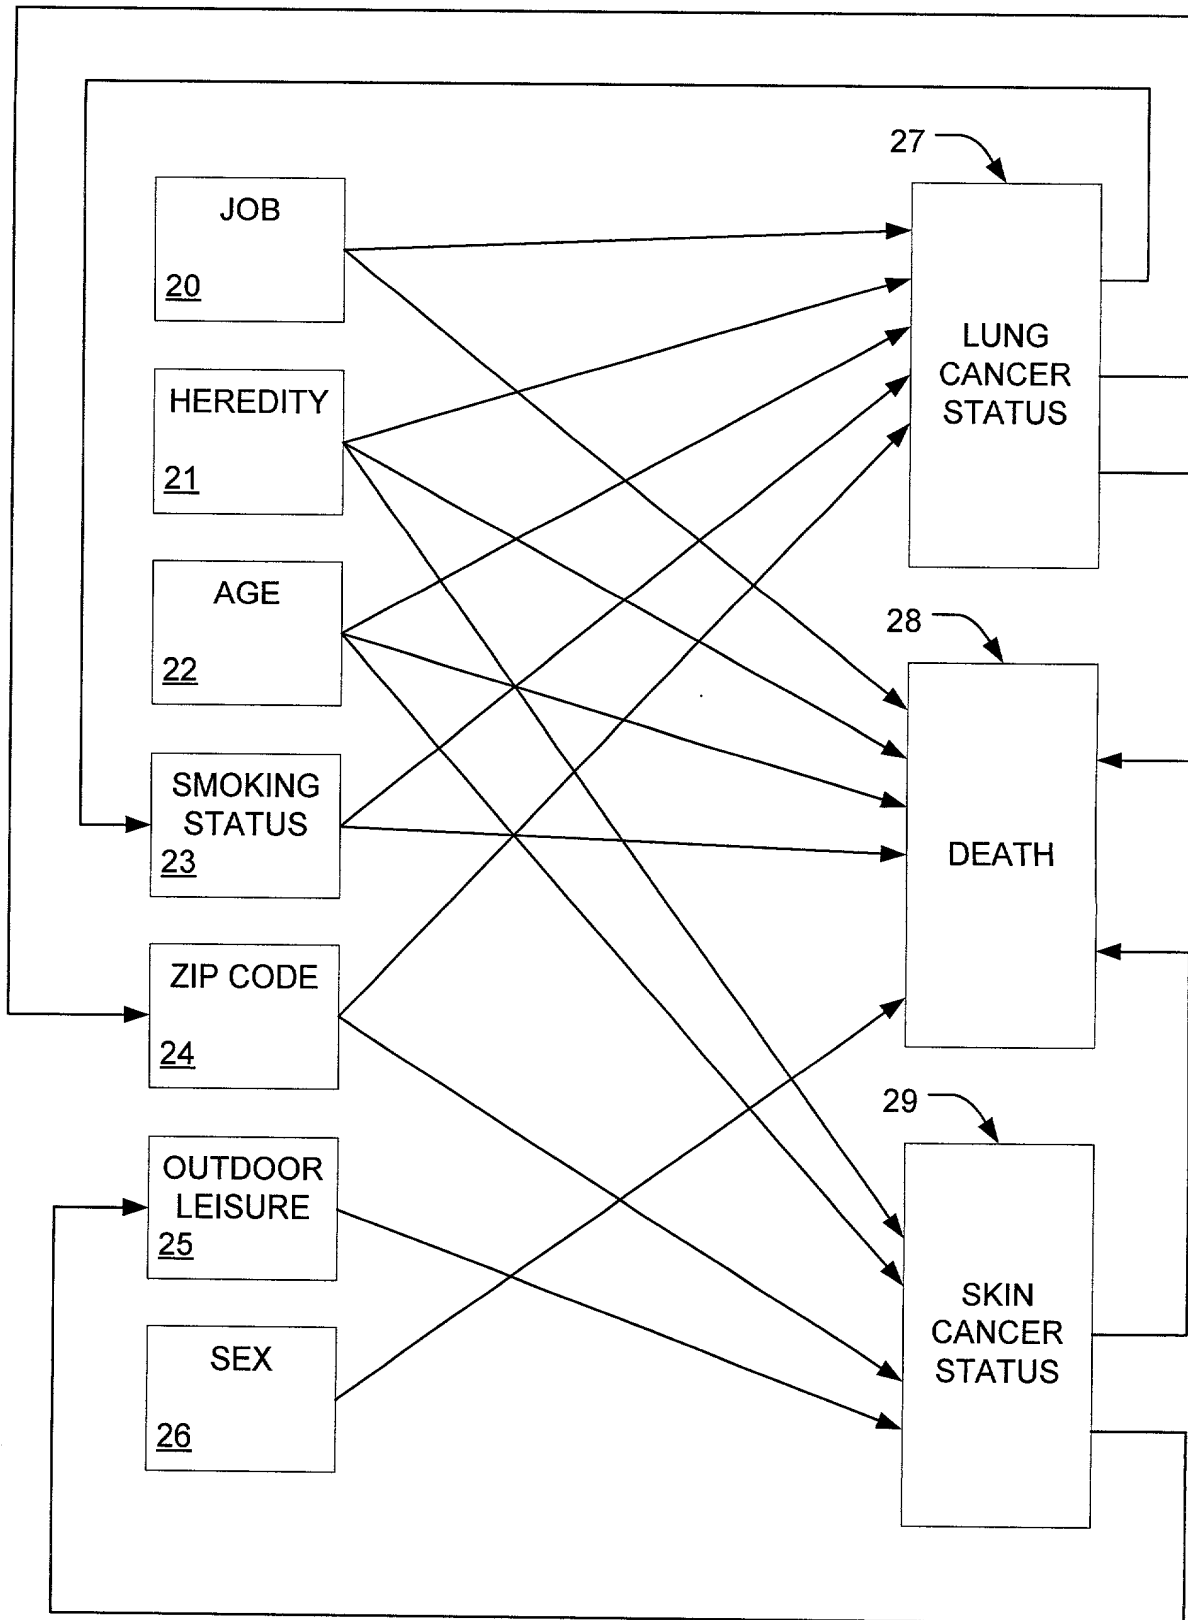 JOB
20
HEREDITY
21
AGE
22
SMOKING
STATUS
23
ZIP CODE
24
OUTDOOR
LEISURE
25
SEX
26
27
LUNG
CANCER
STATUS
28
DEATH
29
SKIN
CANCER
STATUS